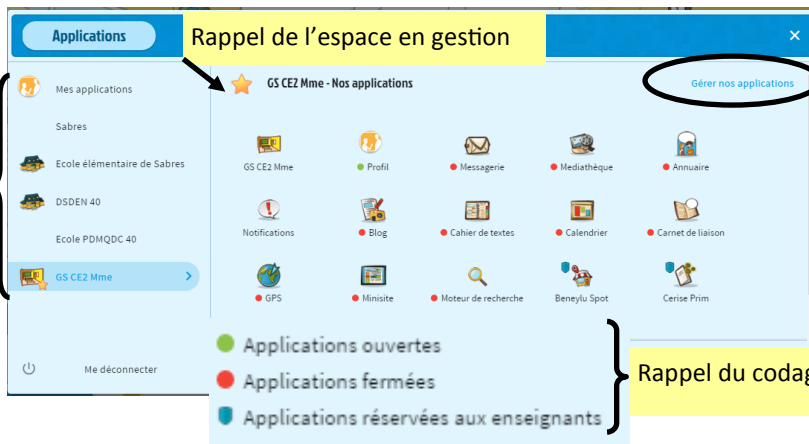 Applications
Rappel de l'espace en gestion
Mes applications
Sabres
Ecole élémentaire de Sabres
DSDEN 40
Ecole PDMQDC 40
GS CE2 Mme
Me déconnecter
GS CE2 Mme - Nos applications
Gérer nos applications
GS CE2 Mme
Profil
Messagerie
Mediathèque
Annuaire
Notifications
Blog
Cahier de textes
Calendrier
Carnet de liaison
GPS
Minisite
Moteur de recherche
Beneylu Spot
Cerise Prim
Applications ouvertes
Applications fermées
Applications réservées aux enseignants
Rappel du codag